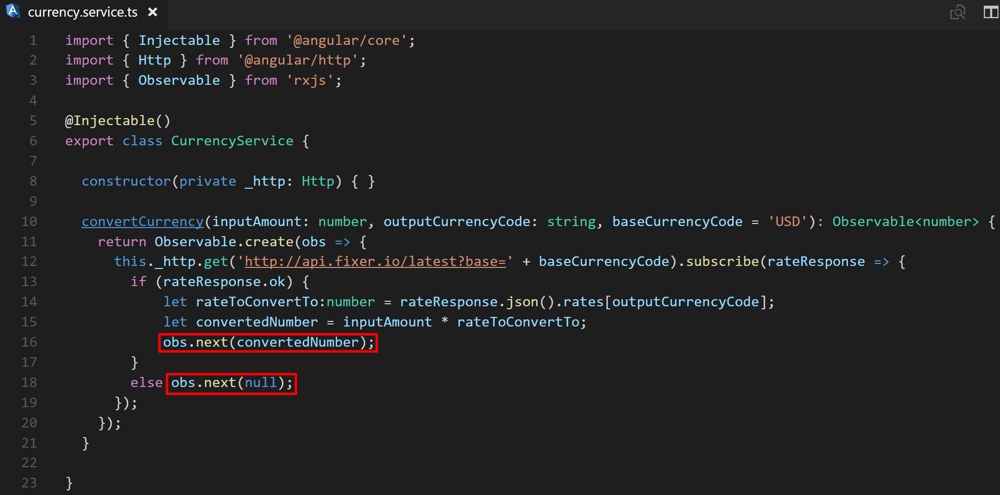 currency.service.ts
1 import { Injectable } from '@angular/core';
2 import { Http } from '@angular/http';
3 import { Observable } from 'rxjs';
4
5 @Injectable()
6 export class CurrencyService {
7
8   constructor(private _http: Http) { }
9
10   convertCurrency(inputAmount: number, outputCurrencyCode: string, baseCurrencyCode = 'USD'): Observable<number> {
11     return Observable.create(obs => {
12       this._http.get('http://api.fixer.io/latest?base=' + baseCurrencyCode).subscribe(rateResponse => {
13         if (rateResponse.ok) {
14             let rateToConvertTo:number = rateResponse.json().rates[outputCurrencyCode];
15             let convertedNumber = inputAmount * rateToConvertTo;
16             obs.next(convertedNumber);
17         }
18         else obs.next(null);
19       });
20     });
21   }
22
23 }